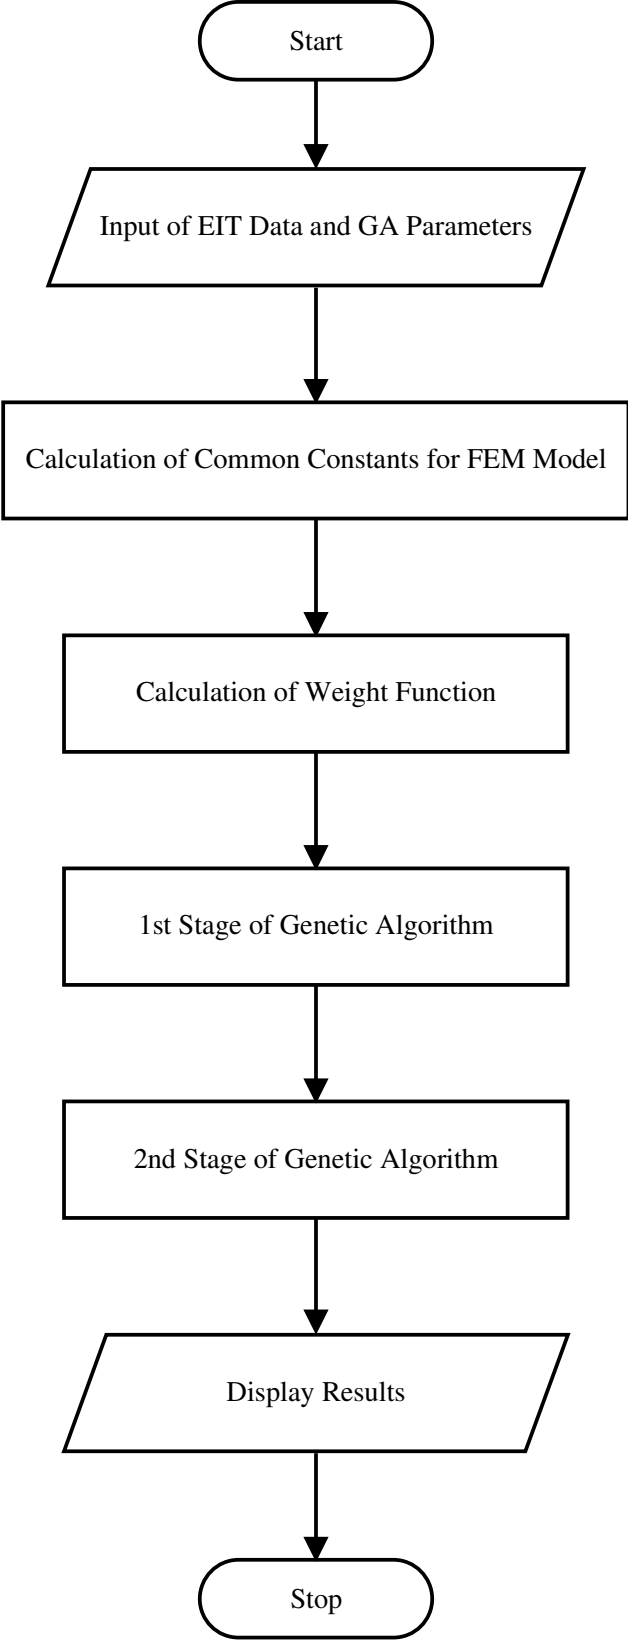 Start
Input of EIT Data and GA Parameters
Calculation of Common Constants for FEM Model
Calculation of Weight Function
1st Stage of Genetic Algorithm
2nd Stage of Genetic Algorithm
Display Results
Stop